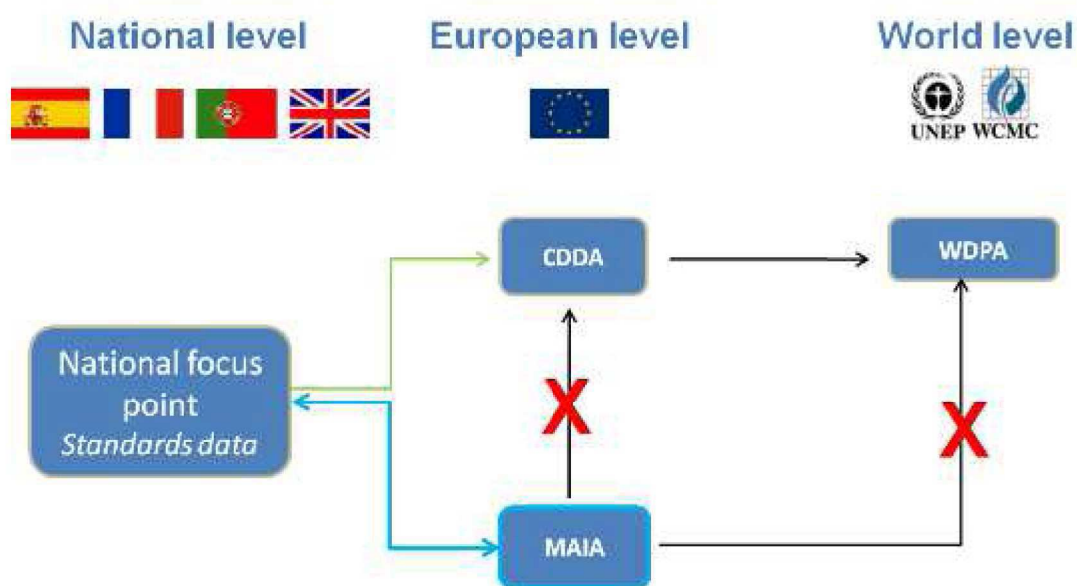 National level
European level
World level
UNEP WCMC
CDDA
WDPA
National focus
point
Standards data
X
X
MAIA